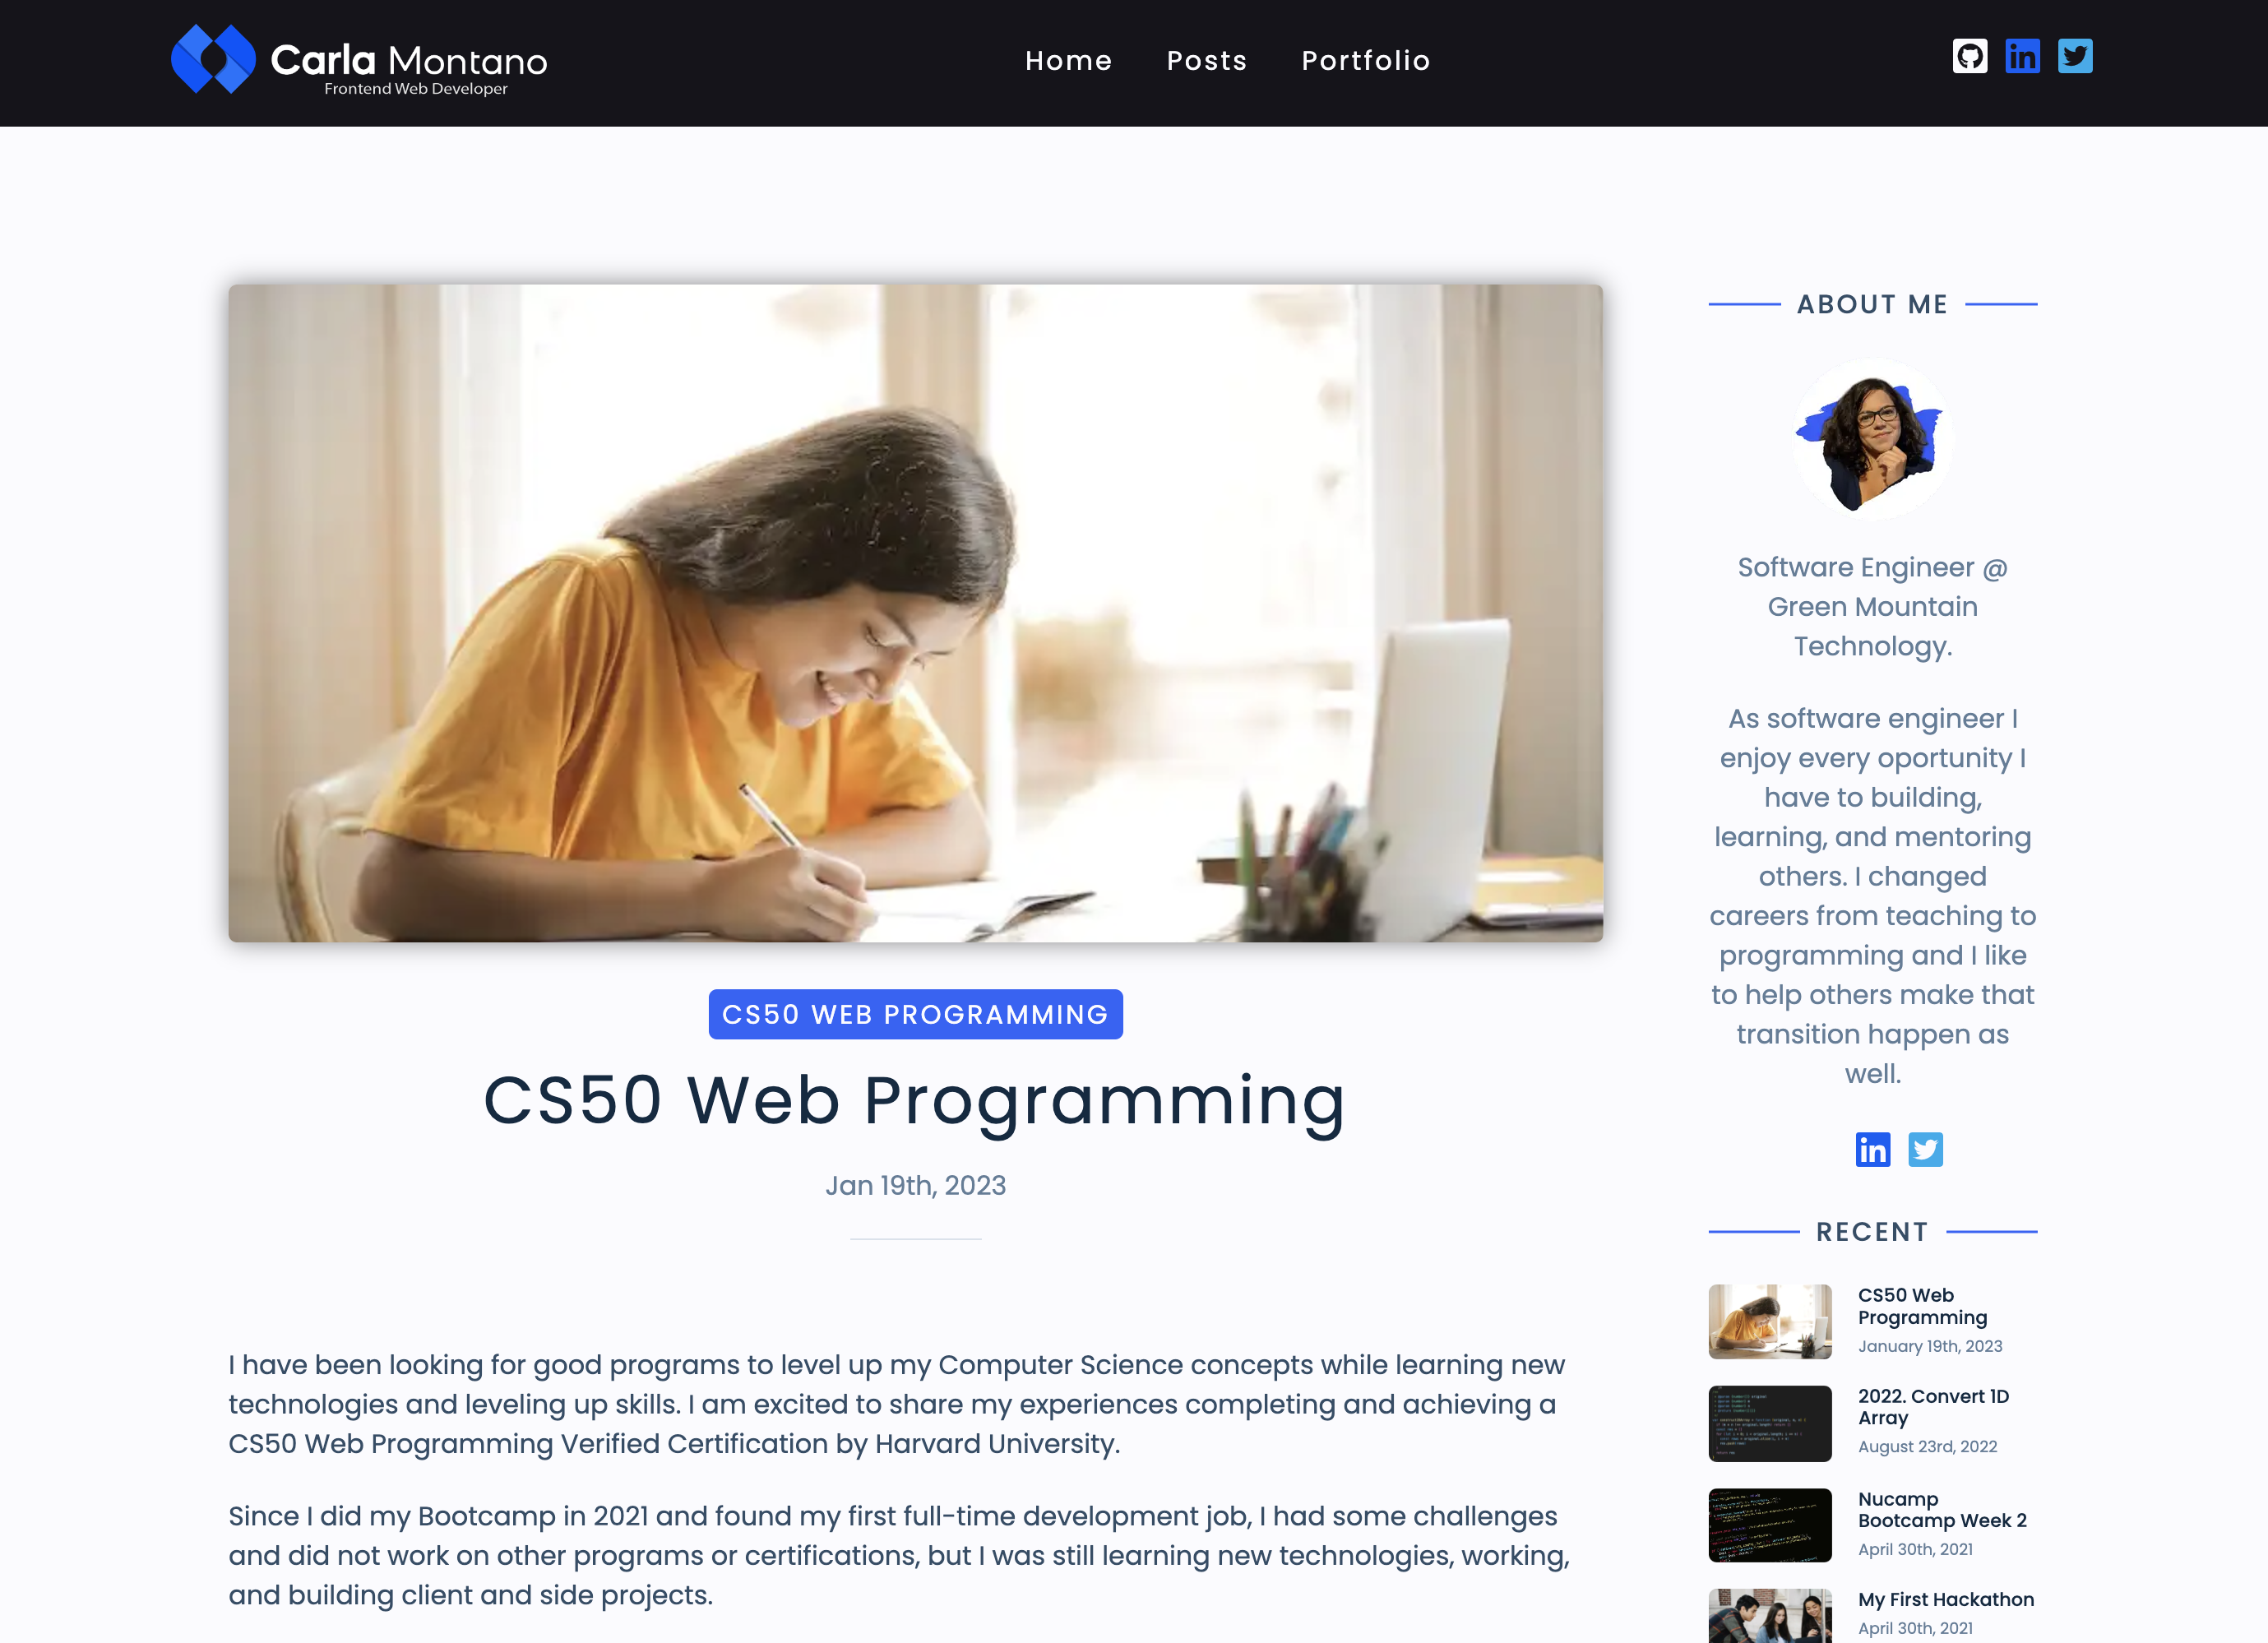 Carla Montano
Frontend Web Developer
Home Posts Portfolio
CS50 WEB PROGRAMMING
CS50 Web Programming
Jan 19th, 2023
I have been looking for good programs to level up my Computer Science concepts while learning new
technologies and leveling up skills. I am excited to share my experiences completing and achieving a
CS50 Web Programming Verified Certification by Harvard University.
Since I did my Bootcamp in 2021 and found my first full-time development job, I had some challenges
and did not work on other programs or certifications, but I was still learning new technologies, working,
and building client and side projects.
ABOUT ME
Software Engineer @
Green Mountain
Technology.
As software engineer I
enjoy every oportunity I
have to building,
learning, and mentoring
others. I changed
careers from teaching to
programming and I like
to help others make that
transition happen as
well.
in
RECENT
CS50 Web
Programming
January 19th, 2023
2022. Convert 1D
Array
August 23rd, 2022
Nucamp
Bootcamp Week 2
April 30th, 2021
My First Hackathon
April 30th, 2021